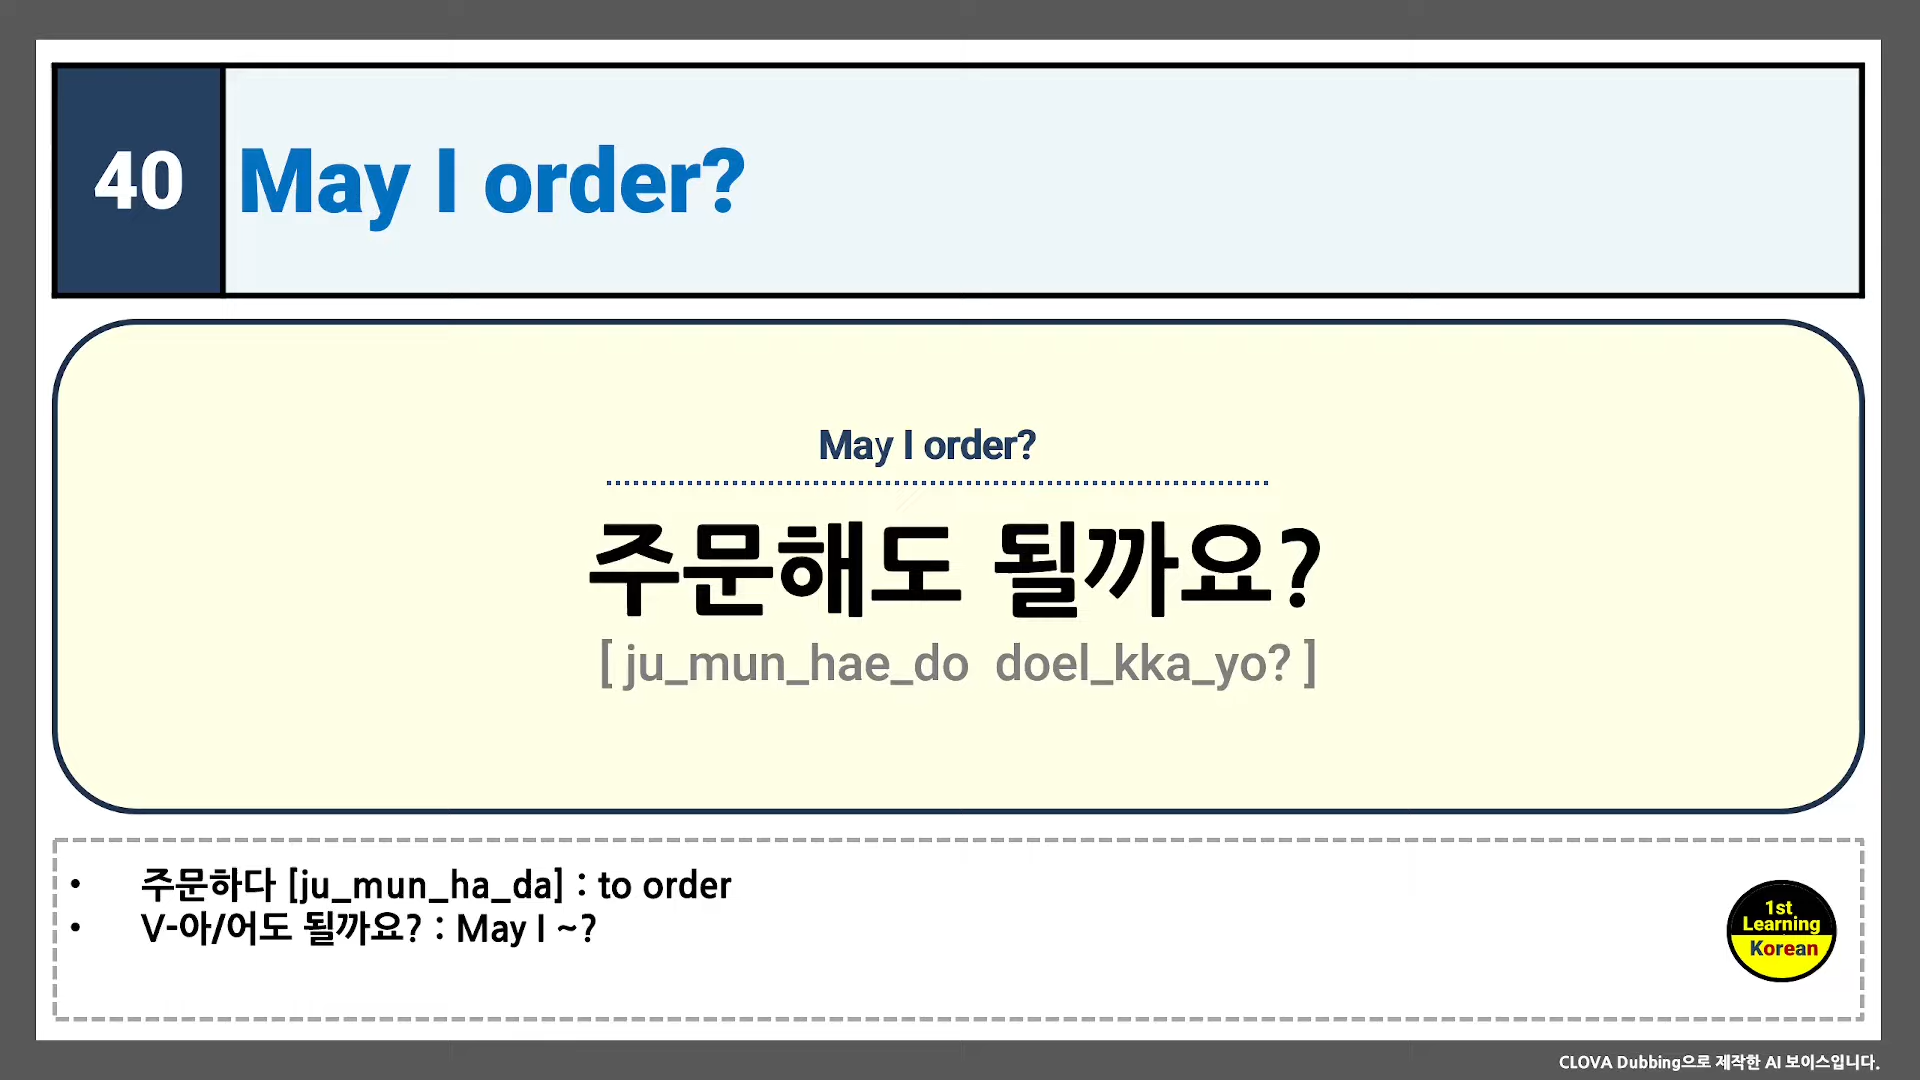 40
May I order?
May I order?
주문해도 될까요?
[ ju_mun_hae_do doel_kka_yo? ]
• 주문하다 [ju_mun_ha_da] : to order
• V-아/어도 될까요? : May I ~?
1st
Learning
Korean
CLOVA Dubbing으로 제작한 AI 보이스입니다.